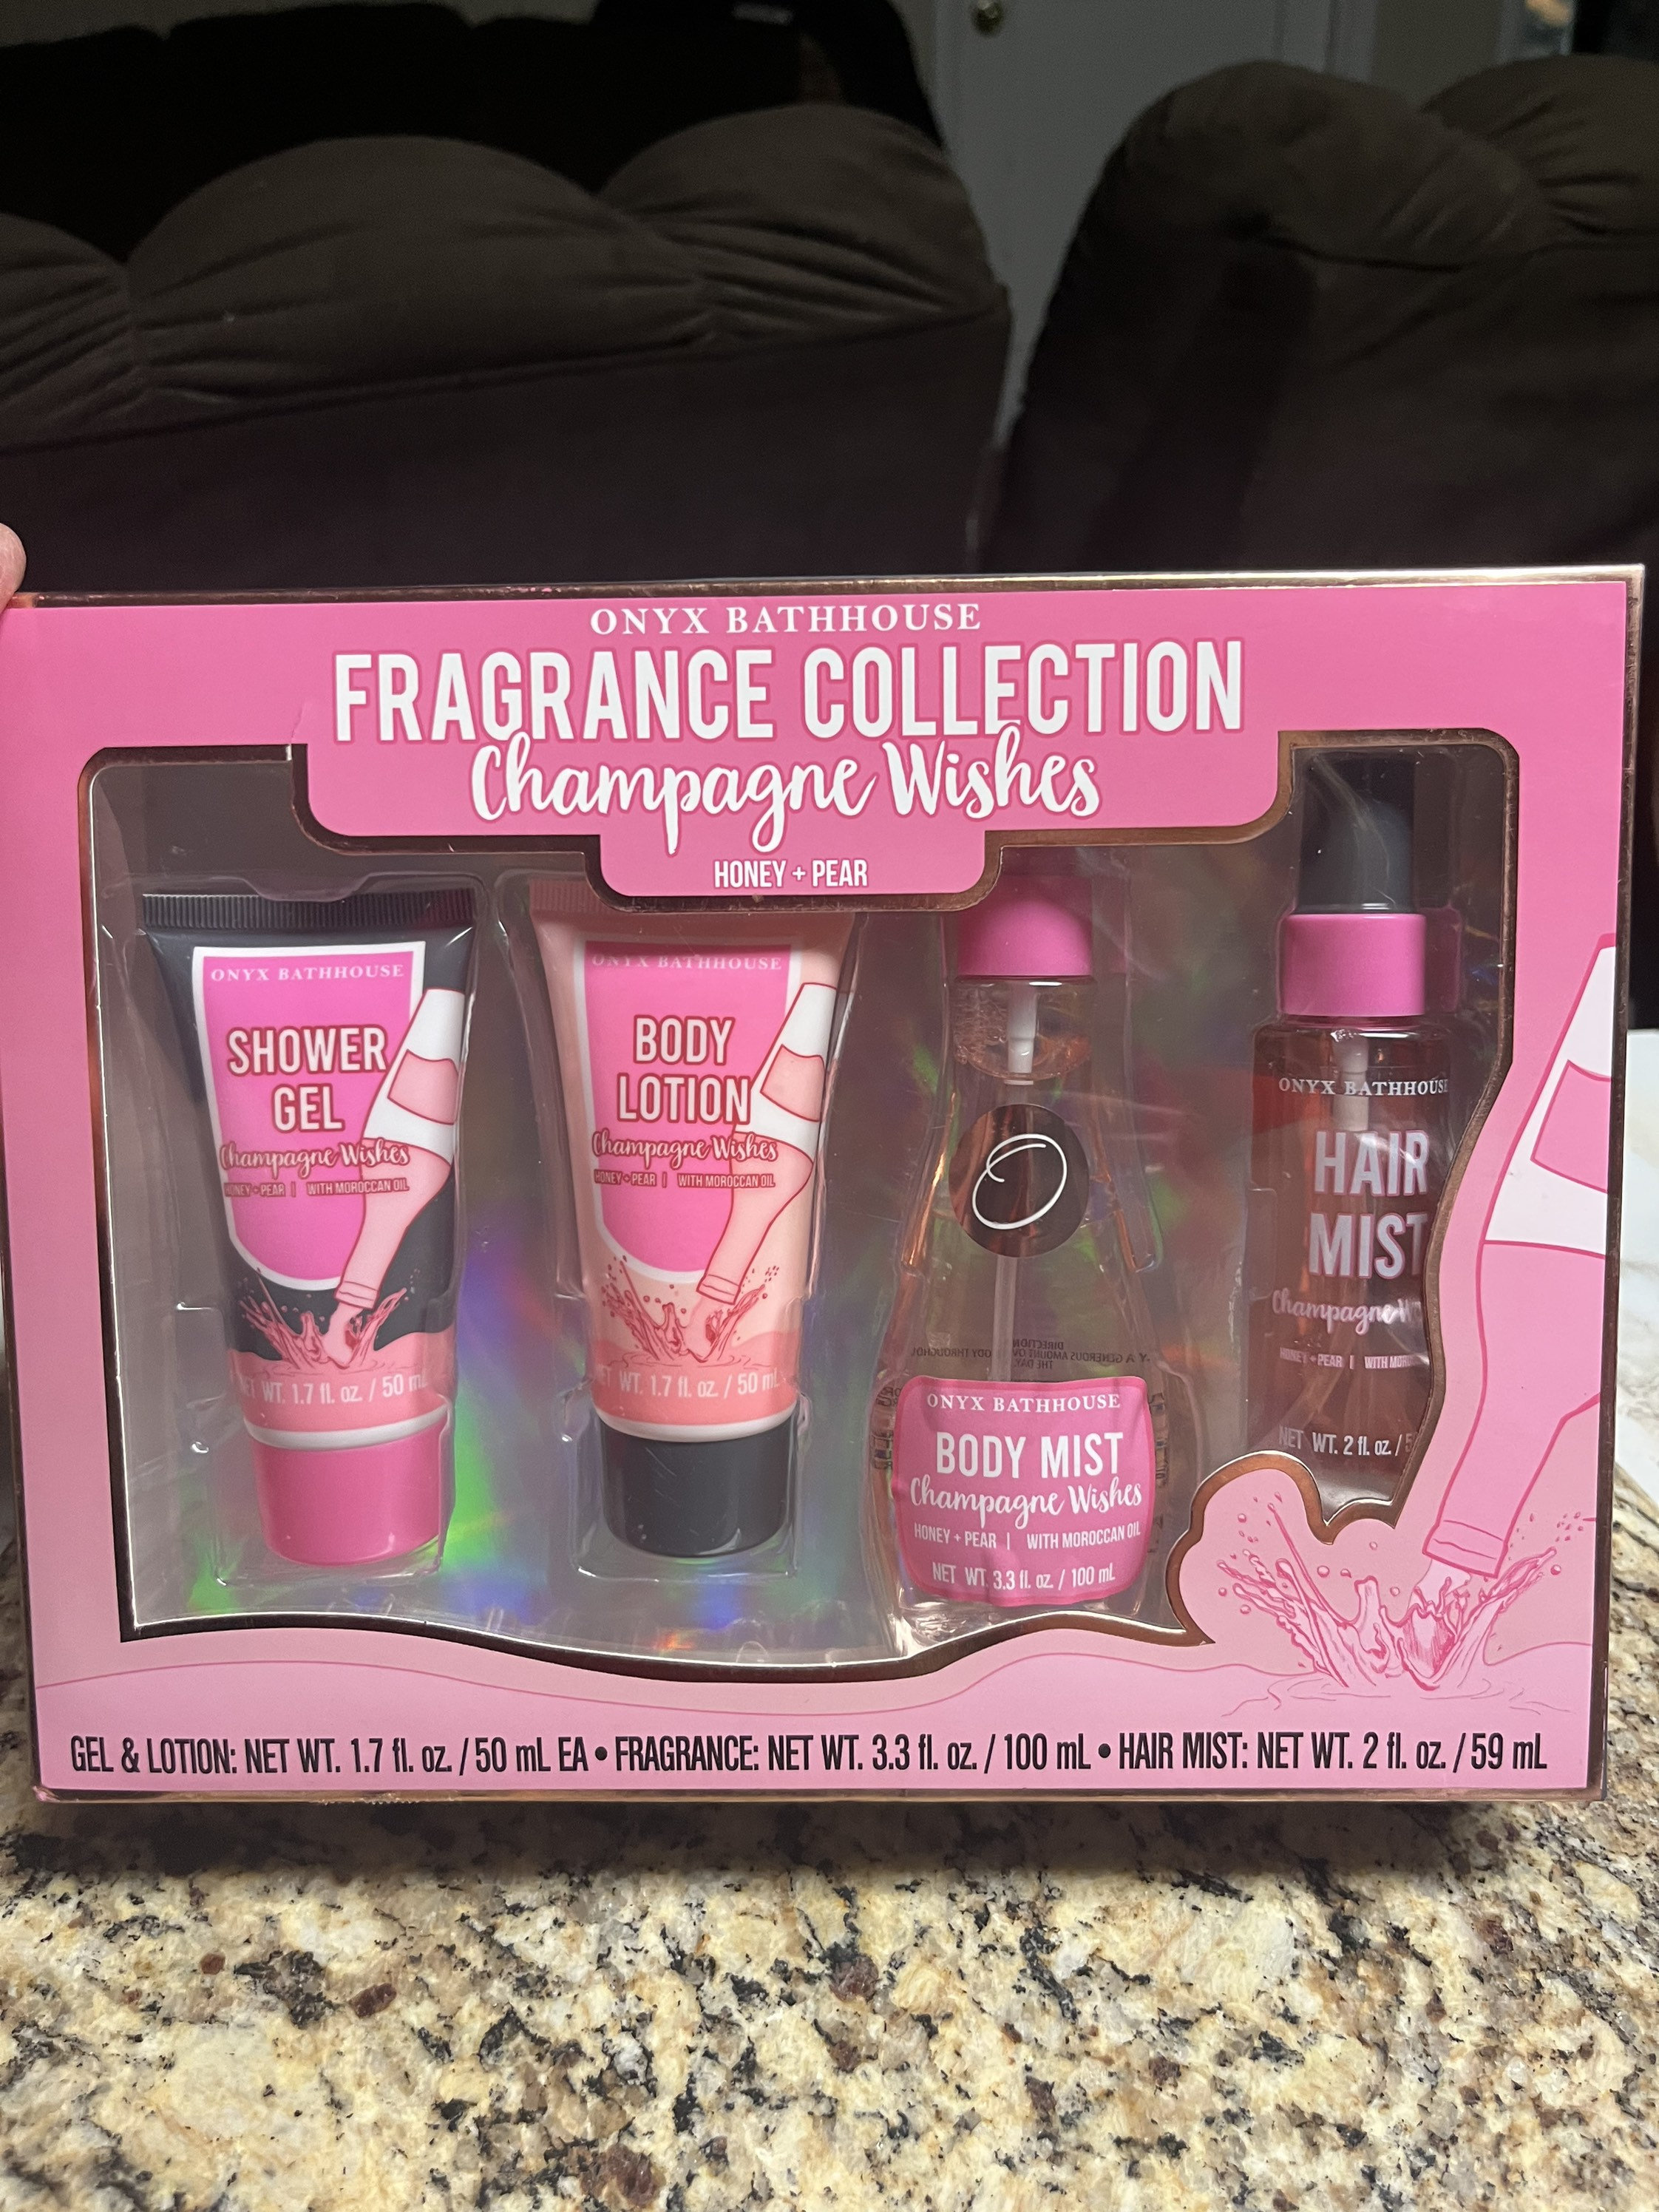 ONYX BATHHOUSE
FRAGRANCE COLLECTION
Champagne Wishes
HONEY + PEAR
ONYX BATHHOUSE
SHOWER
GEL
Champagne Wishes
HONEY + PEAR | WITH MOROCCAN OIL
NET WT. 1.7 fl. oz. / 50 mL
ONYX BATHHOUSE
BODY
LOTION
Champagne Wishes
HONEY + PEAR | WITH MOROCCAN OIL
NET WT. 1.7 fl. oz. / 50 mL
O
ONYX BATHHOUSE
BODY MIST
Champagne Wishes
HONEY + PEAR | WITH MOROCCAN OIL
NET WT. 3.3 fl. oz. / 100 mL
ONYX BATHHOUSE
HAIR
MIST
Champagne
HONEY + PEAR | WITH
NET WT. 2 fl. oz. /
GEL & LOTION: NET WT. 1.7 fl. oz. / 50 mL EA • FRAGRANCE: NET WT. 3.3 fl. oz. / 100 mL • HAIR MIST: NET WT. 2 fl. oz. / 59 mL